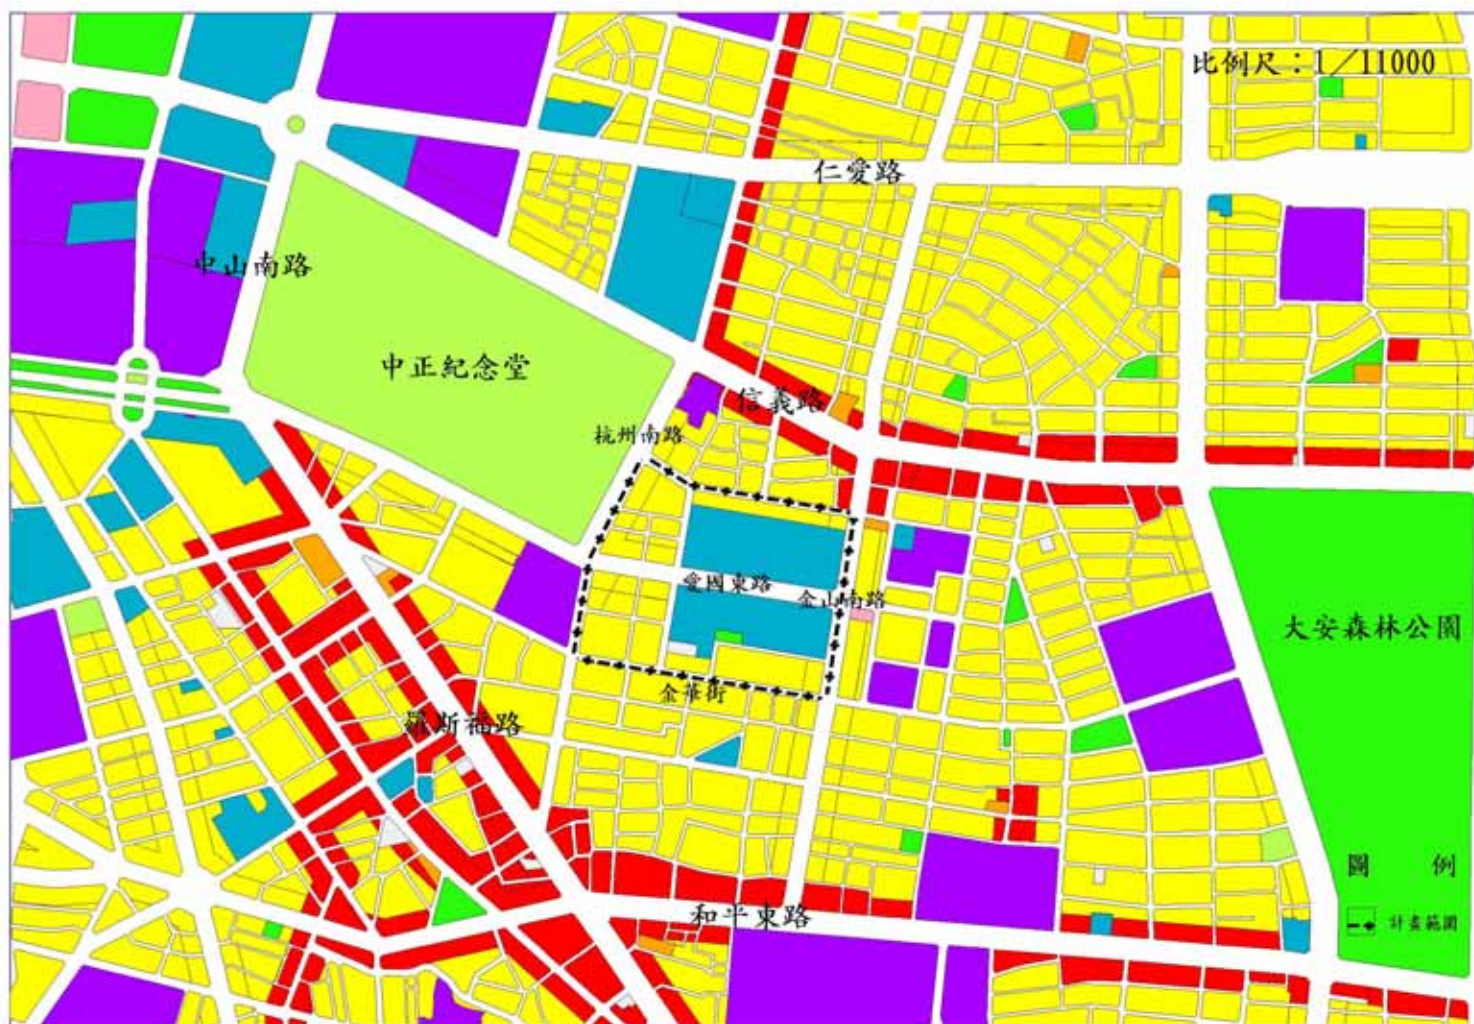 比例尺：1／11000
仁愛路
中山南路
中正紀念堂
信義路
杭州南路
愛國東路
金山南路
大安森林公園
金華街
羅斯福路
圖 例
和平東路
計畫範圍